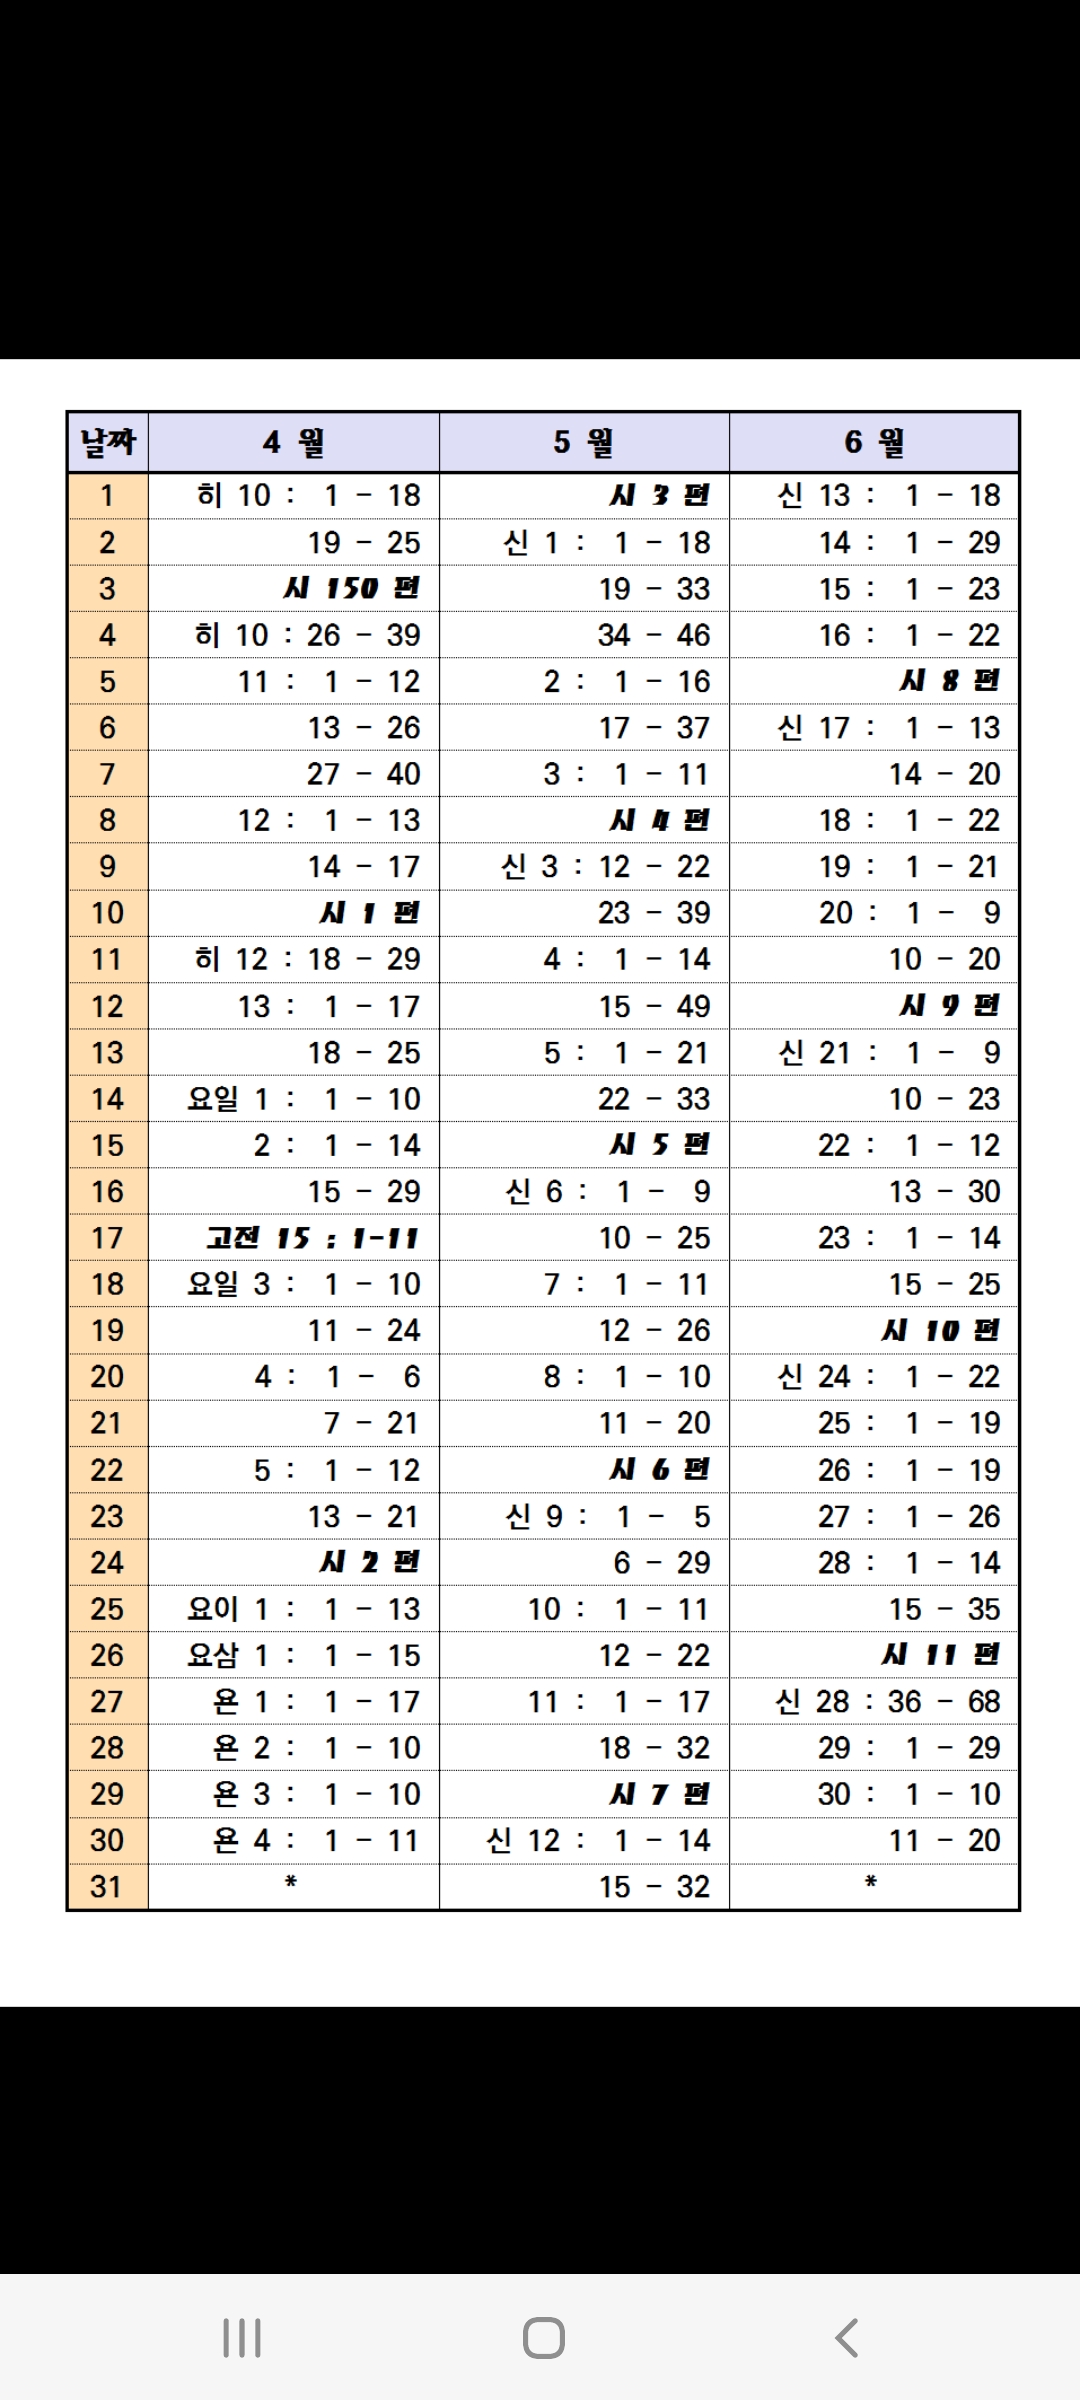 날짜 4 월 5 월 6 월
1 히 10 : 1 - 18 시 3 편 신 13 : 1 - 18
2 19 - 25 신 1 : 1 - 18 14 : 1 - 29
3 시 150 편 19 - 33 15 : 1 - 23
4 히 10 : 26 - 39 34 - 46 16 : 1 - 22
5 11 : 1 - 12 2 : 1 - 16 시 8 편
6 13 - 26 17 - 37 신 17 : 1 - 13
7 27 - 40 3 : 1 - 11 14 - 20
8 12 : 1 - 13 시 4 편 18 : 1 - 22
9 14 - 17 신 3 : 12 - 22 19 : 1 - 21
10 시 1 편 23 - 39 20 : 1 - 9
11 히 12 : 18 - 29 4 : 1 - 14 10 - 20
12 13 : 1 - 17 15 - 49 시 9 편
13 18 - 25 5 : 1 - 21 신 21 : 1 - 9
14 요일 1 : 1 - 10 22 - 33 10 - 23
15 2 : 1 - 14 시 5 편 22 : 1 - 12
16 15 - 29 신 6 : 1 - 9 13 - 30
17 고전 15 : 1-11 10 - 25 23 : 1 - 14
18 요일 3 : 1 - 10 7 : 1 - 11 15 - 25
19 11 - 24 12 - 26 시 10 편
20 4 : 1 - 6 8 : 1 - 10 신 24 : 1 - 22
21 7 - 21 11 - 20 25 : 1 - 19
22 5 : 1 - 12 시 6 편 26 : 1 - 19
23 13 - 21 신 9 : 1 - 5 27 : 1 - 26
24 시 2 편 6 - 29 28 : 1 - 14
25 요이 1 : 1 - 13 10 : 1 - 11 15 - 35
26 요삼 1 : 1 - 15 12 - 22 시 11 편
27 욘 1 : 1 - 17 11 : 1 - 17 신 28 : 36 - 68
28 욘 2 : 1 - 10 18 - 32 29 : 1 - 29
29 욘 3 : 1 - 10 시 7 편 30 : 1 - 10
30 욘 4 : 1 - 11 신 12 : 1 - 14 11 - 20
31 * 15 - 32 *